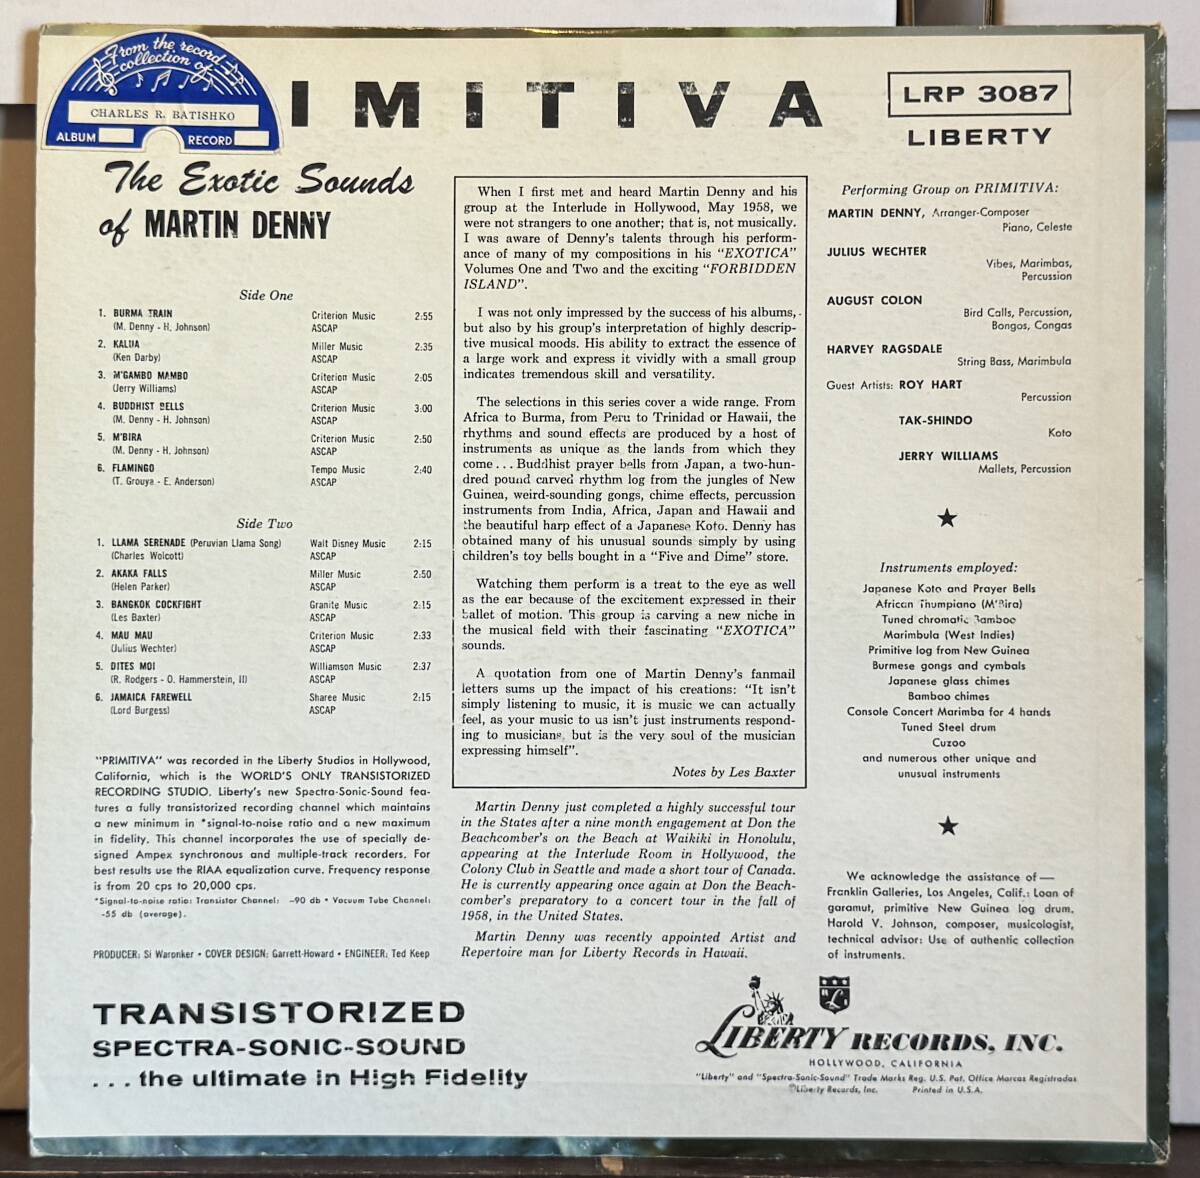 From the record
collection of
CHARLES R. BATISHKO
ALBUM
RECORD
IMITIVA
LRP 3087
LIBERTY
The Exotic Sounds
of MARTIN DENNY
Side One
1. BURMA TRAIN Criterion Music 2:55
(M. Denny - H. Johnson) ASCAP
2. KALUA Miller Music 2:35
(Ken Darby) ASCAP
3. M'GAMBO MAMBO Criterion Music 2:05
(Jerry Williams) ASCAP
4. BUDDHIST BELLS Criterion Music 3:00
(M. Denny - H. Johnson) ASCAP
5. M'BIRA Criterion Music 2:50
(M. Denny - H. Johnson) ASCAP
6. FLAMINGO Tempo Music 2:40
(T. Grouya - E. Anderson) ASCAP
Side Two
1. LLAMA SERENADE (Peruvian Llama Song) Walt Disney Music 2:15
(Charles Wolcott) ASCAP
2. AKAKA FALLS Miller Music 2:50
(Helen Parker) ASCAP
3. BANGKOK COCKFIGHT Granite Music 2:15
(Les Baxter) ASCAP
4. MAU MAU Criterion Music 2:33
(Julius Wechter) ASCAP
5. DITES MOI Williamson Music 2:37
(R. Rodgers - O. Hammerstein, II) ASCAP
6. JAMAICA FAREWELL Sharee Music 2:15
(Lord Burgess) ASCAP
"PRIMITIVA" was recorded in the Liberty Studios in Hollywood,
California, which is the WORLD'S ONLY TRANSISTORIZED
RECORDING STUDIO. Liberty's new Spectra-Sonic-Sound fea-
tures a fully transistorized recording channel which maintains
a new minimum in *signal-to-noise ratio and a new maximum
in fidelity. This channel incorporates the use of specially de-
signed Ampex synchronous and multiple-track recorders. For
best results use the RIAA equalization curve. Frequency response
is from 20 cps to 20,000 cps.
*Signal-to-noise ratio: Transistor Channel: -90 db • Vacuum Tube Channel:
-55 db (average).
PRODUCER: Si Waronker • COVER DESIGN: Garrett-Howard • ENGINEER: Ted Keep
TRANSISTORIZED
SPECTRA-SONIC-SOUND
...the ultimate in High Fidelity
When I first met and heard Martin Denny and his
group at the Interlude in Hollywood, May 1958, we
were not strangers to one another; that is, not musically.
I was aware of Denny's talents through his perform-
ance of many of my compositions in his "EXOTICA"
Volumes One and Two and the exciting "FORBIDDEN
ISLAND".
I was not only impressed by the success of his albums,
but also by his group's interpretation of highly descrip-
tive musical moods. His ability to extract the essence of
a large work and express it vividly with a small group
indicates tremendous skill and versatility.
The selections in this series cover a wide range. From
Africa to Burma, from Peru to Trinidad or Hawaii, the
rhythms and sound effects are produced by a host of
instruments as unique as the lands from which they
come... Buddhist prayer bells from Japan, a two-hun-
dred pound carved rhythm log from the jungles of New
Guinea, weird-sounding gongs, chime effects, percussion
instruments from India, Africa, Japan and Hawaii and
the beautiful harp effect of a Japanese Koto. Denny has
obtained many of his unusual sounds simply by using
children's toy bells bought in a "Five and Dime" store.
Watching them perform is a treat to the eye as well
as the ear because of the excitement expressed in their
ballet of motion. This group is carving a new niche in
the musical field with their fascinating "EXOTICA"
sounds.
A quotation from one of Martin Denny's fanmail
letters sums up the impact of his creations: "It isn't
simply listening to music, it is music we can actually
feel, as your music to us isn't just instruments respond-
ing to musicians, but is the very soul of the musician
expressing himself".
Notes by Les Baxter
Martin Denny just completed a highly successful tour
in the States after a nine month engagement at Don the
Beachcomber's on the Beach at Waikiki in Honolulu,
appearing at the Interlude Room in Hollywood, the
Colony Club in Seattle and made a short tour of Canada.
He is currently appearing once again at Don the Beach-
comber's preparatory to a concert tour in the fall of
1958, in the United States.
Martin Denny was recently appointed Artist and
Repertoire man for Liberty Records in Hawaii.
Performing Group on PRIMITIVA:
MARTIN DENNY, Arranger-Composer
Piano, Celeste
JULIUS WECHTER
Vibes, Marimbas,
Percussion
AUGUST COLON
Bird Calls, Percussion,
Bongos, Congas
HARVEY RAGSDALE
String Bass, Marimbula
Guest Artists: ROY HART
Percussion
TAK-SHINDO
Koto
JERRY WILLIAMS
Mallets, Percussion
Instruments employed:
Japanese Koto and Prayer Bells
African Thumpiano (M'Bira)
Tuned chromatic Bamboo
Marimbula (West Indies)
Primitive log from New Guinea
Burmese gongs and cymbals
Japanese glass chimes
Bamboo chimes
Console Concert Marimba for 4 hands
Tuned Steel drum
Cuzoo
and numerous other unique and
unusual instruments
We acknowledge the assistance of —
Franklin Galleries, Los Angeles, Calif.: Loan of
garamut, primitive New Guinea log drum.
Harold V. Johnson, composer, musicologist,
technical advisor: Use of authentic collection
of instruments.
LIBERTY RECORDS, INC.
HOLLYWOOD, CALIFORNIA
"Liberty" and "Spectra-Sonic-Sound" Trade Marks Reg. U.S. Pat. Office Marcas Registradas
©Liberty Records, Inc. Printed in U.S.A.